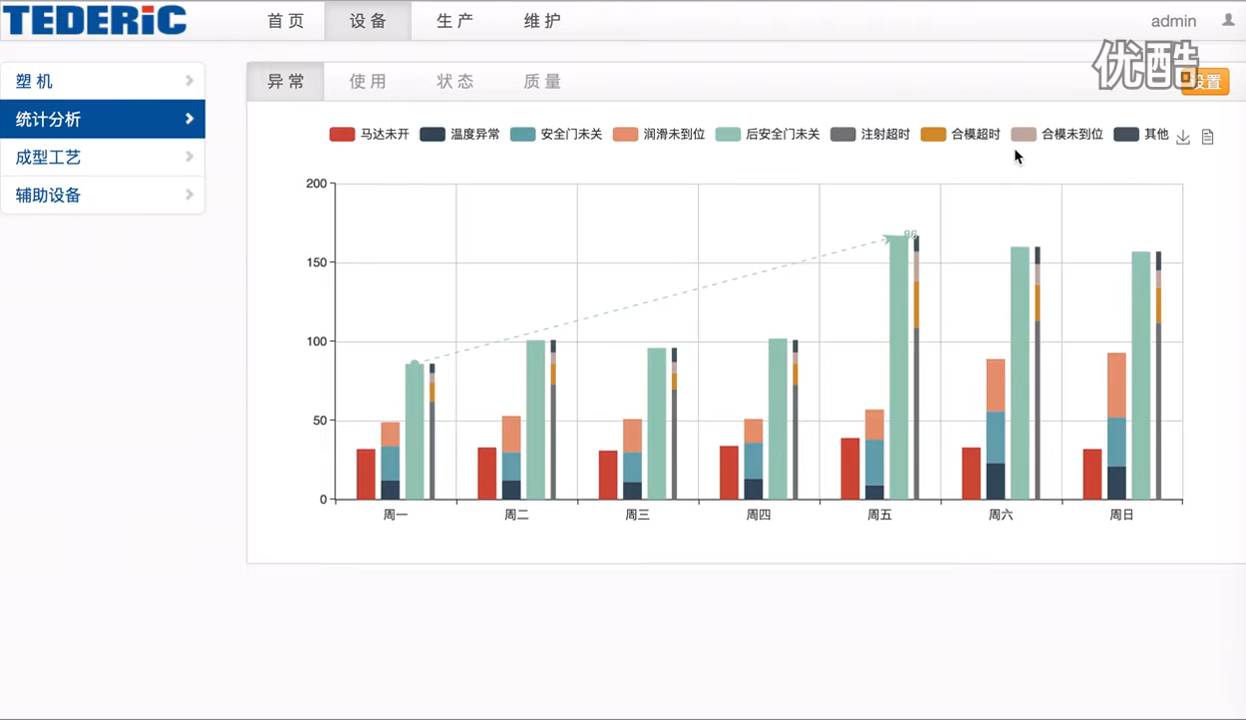 TEDERiC
首 页
设 备
生 产
维 护
admin
优酷
塑 机
统计分析
成型工艺
辅助设备
异 常
使 用
状 态
质 量
设置
马达未开
温度异常
安全门未关
润滑未到位
后安全门未关
注射超时
合模超时
合模未到位
其他
200
150
100
50
0
86
周一
周二
周三
周四
周五
周六
周日